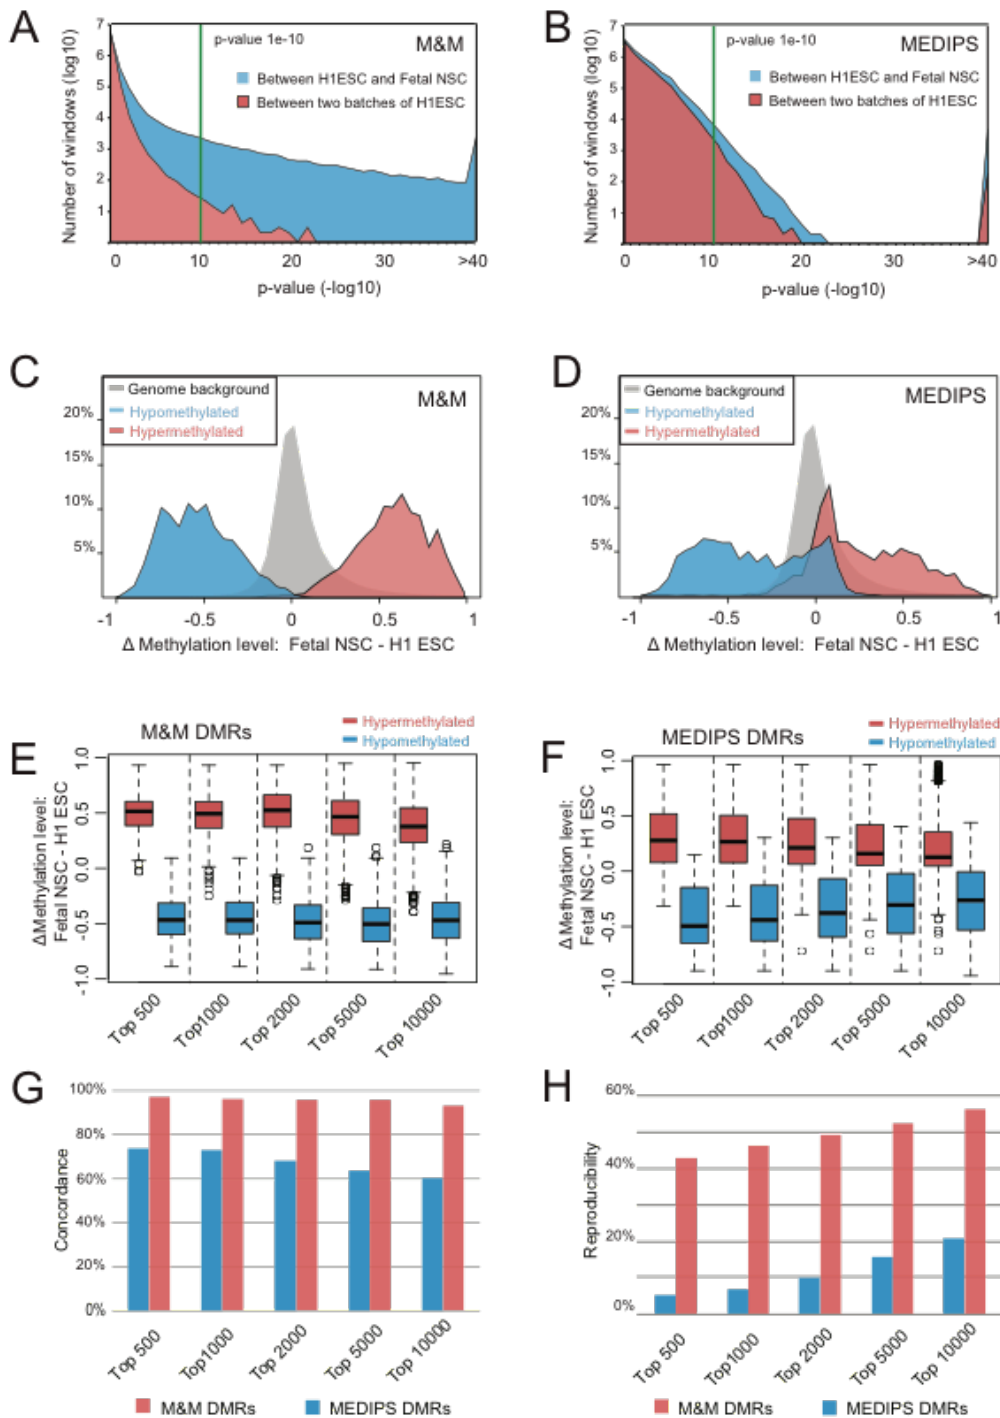 A
M&M
p-value 1e-10
Between H1ESC and Fetal NSC
Between two batches of H1ESC
Number of windows (log10)
7
6
5
4
3
2
1
0
10
20
30
>40
p-value (-log10)
B
MEDIPS
p-value 1e-10
Between H1ESC and Fetal NSC
Between two batches of H1ESC
Number of windows (log10)
7
6
5
4
3
2
1
0
10
20
30
>40
p-value (-log10)
C
Genome background
Hypomethylated
Hypermethylated
M&M
20%
15%
10%
5%
-1
-0.5
0
0.5
1
Δ Methylation level: Fetal NSC - H1 ESC
D
Genome background
Hypomethylated
Hypermethylated
MEDIPS
20%
15%
10%
5%
-1
-0.5
0
0.5
1
Δ Methylation level: Fetal NSC - H1 ESC
E
M&M DMRs
Hypermethylated
Hypomethylated
ΔMethylation level:
Fetal NSC - H1 ESC
1.0
0.5
0.0
-0.5
-1.0
Top 500
Top1000
Top 2000
Top 5000
Top 10000
F
MEDIPS DMRs
Hypermethylated
Hypomethylated
Δ Methylation level:
Fetal NSC - H1 ESC
1.0
0.5
0.0
-0.5
-1.0
Top 500
Top1000
Top 2000
Top 5000
Top 10000
G
Concordance
100%
80%
60%
40%
20%
0%
Top 500
Top1000
Top 2000
Top 5000
Top 10000
M&M DMRs
MEDIPS DMRs
H
Reproducibility
60%
40%
20%
0%
Top 500
Top 1000
Top 2000
Top 5000
Top 10000
M&M DMRs
MEDIPS DMRs